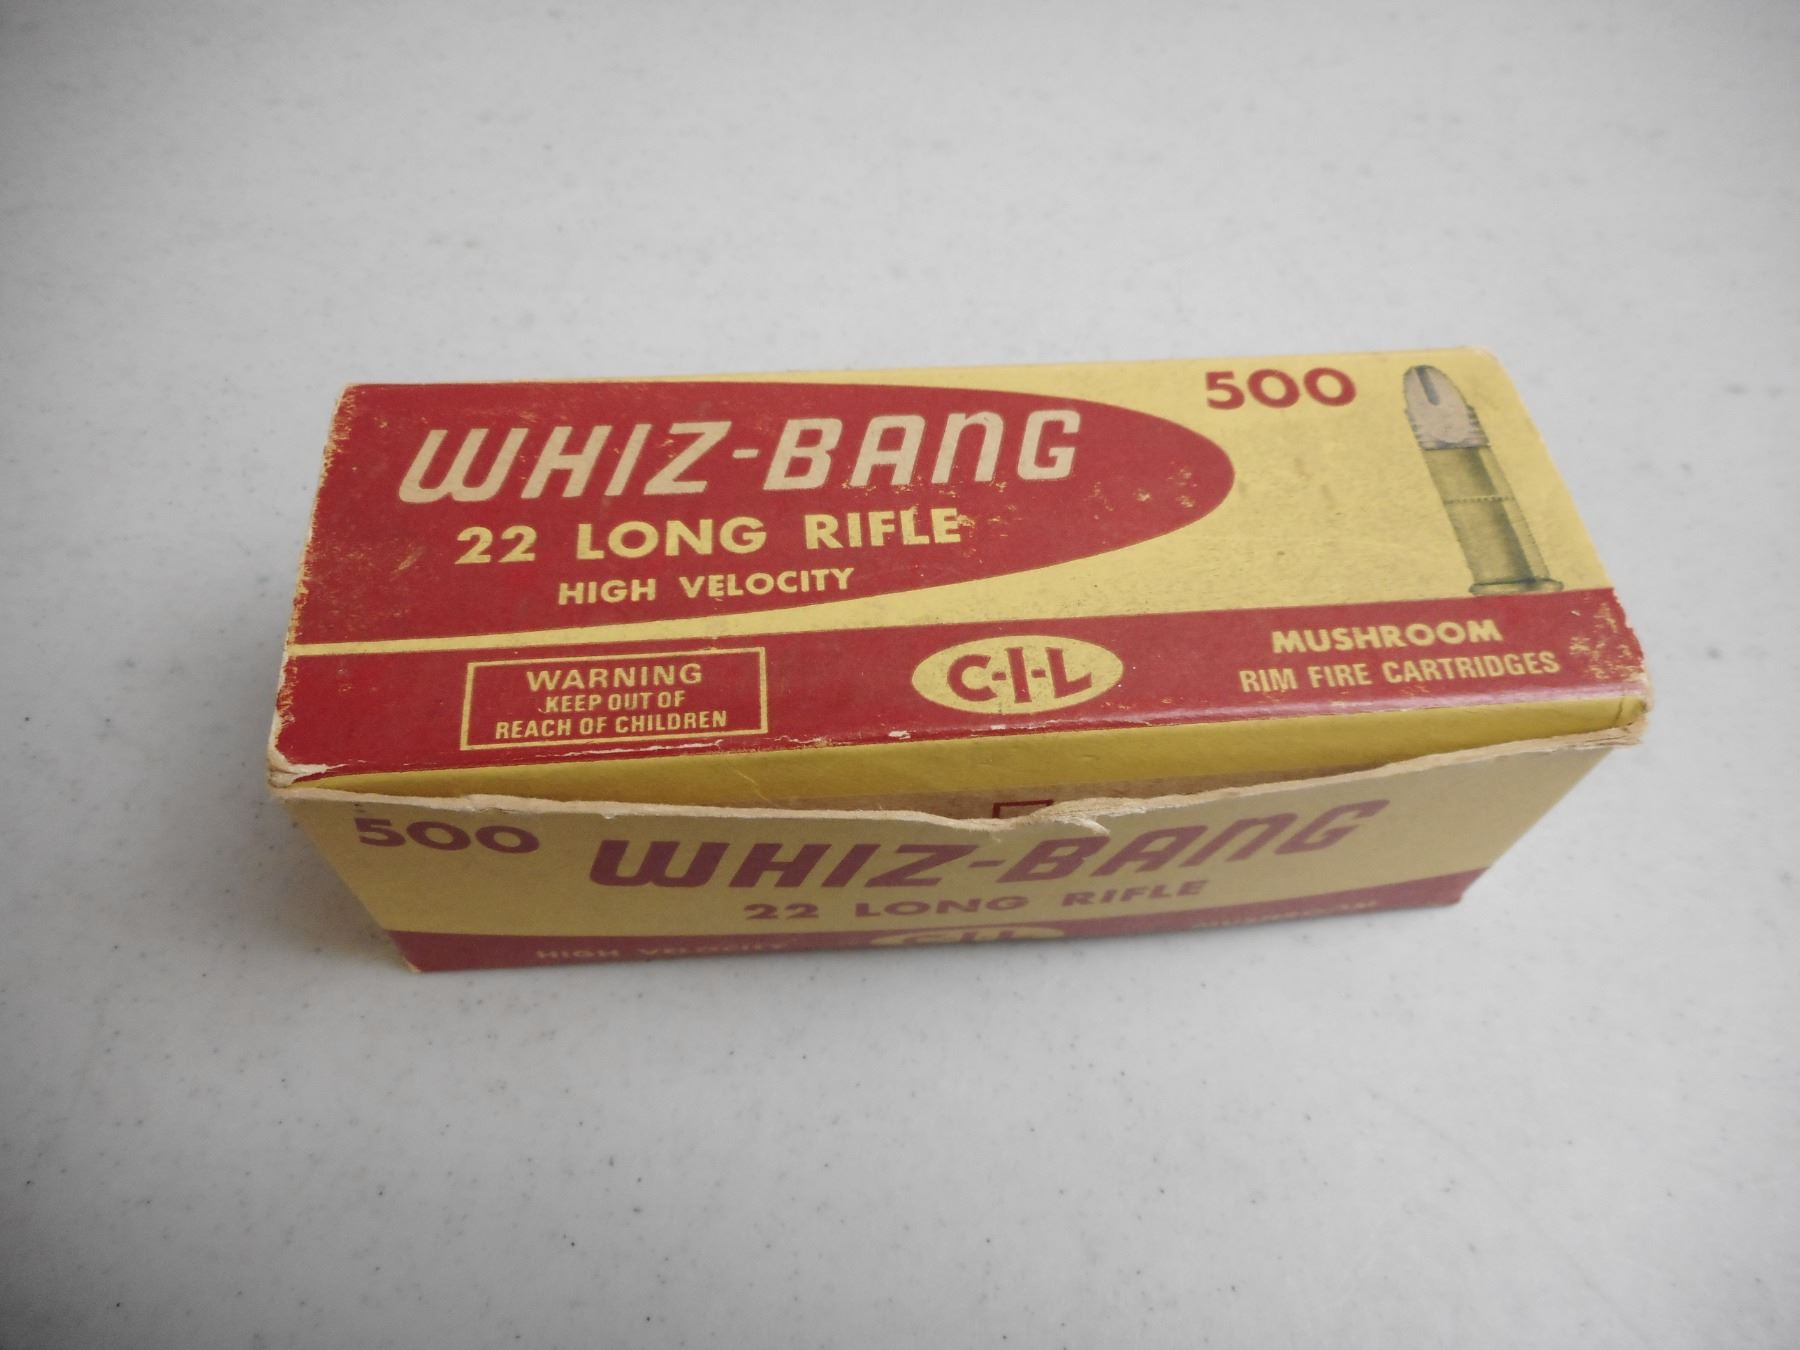 WHIZ-BANG
22 LONG RIFLE
HIGH VELOCITY
500
WARNING
KEEP OUT OF
REACH OF CHILDREN
C-I-L
MUSHROOM
RIM FIRE CARTRIDGES
500
WHIZ-BANG
22 LONG RIFLE
HIGH VELOCITY
C-I-L
MUSHROOM